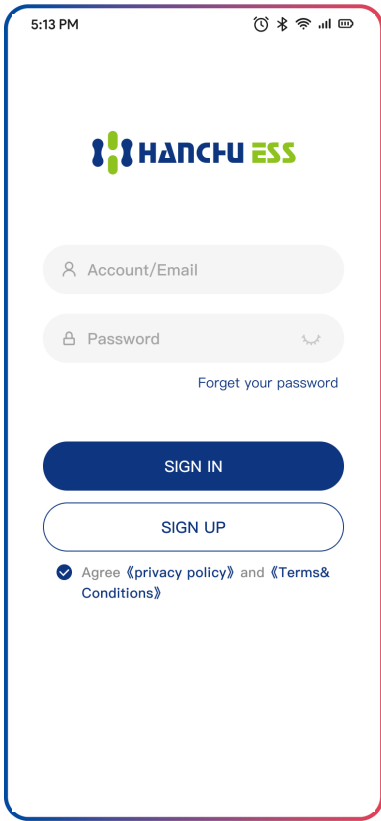 5:13 PM
HANCHU ESS
Account/Email
Password
Forget your password
SIGN IN
SIGN UP
Agree 《privacy policy》 and 《Terms&
Conditions》